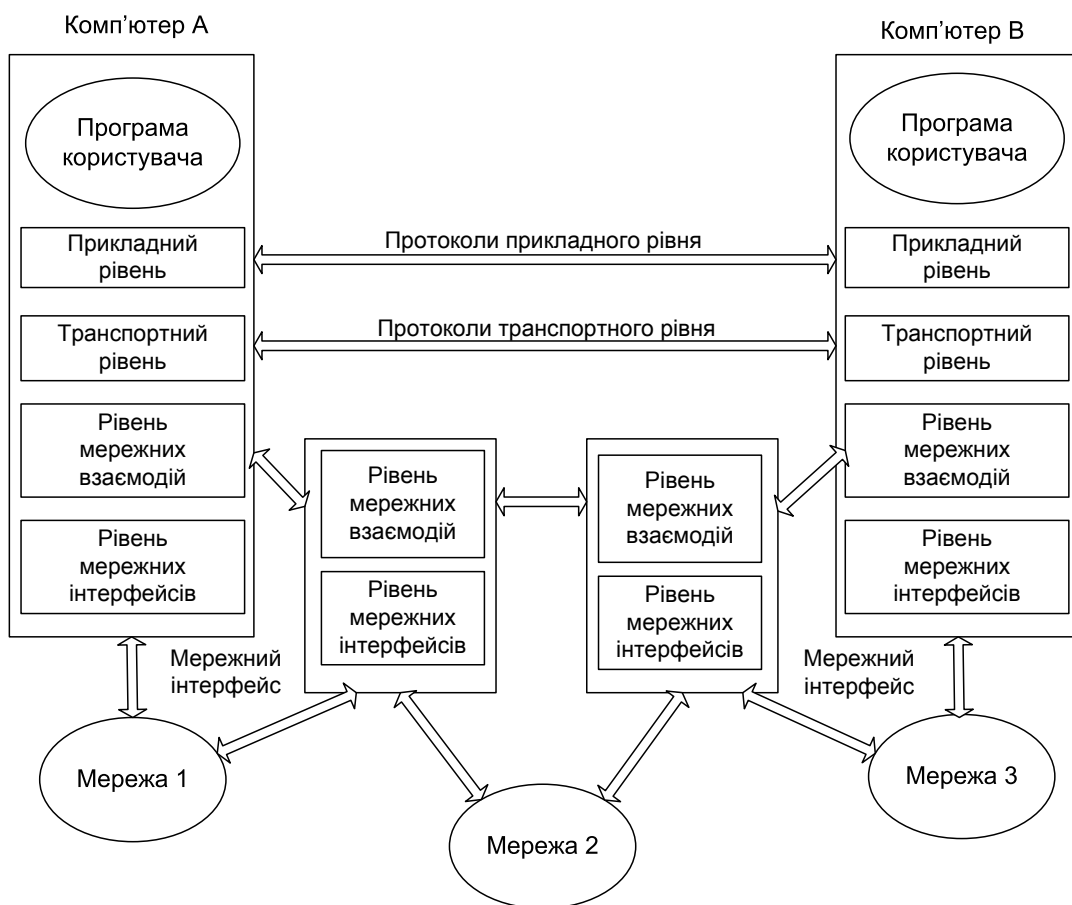 Комп’ютер А
Комп’ютер В
Програма
користувача
Програма
користувача
Прикладний
рівень
Протоколи прикладного рівня
Прикладний
рівень
Транспортний
рівень
Протоколи транспортного рівня
Транспортний
рівень
Рівень
мережних
взаємодій
Рівень
мережних
взаємодій
Рівень
мережних
взаємодій
Рівень
мережних
взаємодій
Рівень
мережних
інтерфейсів
Рівень
мережних
інтерфейсів
Рівень
мережних
інтерфейсів
Рівень
мережних
інтерфейсів
Мережний
інтерфейс
Мережний
інтерфейс
Мережа 1
Мережа 2
Мережа 3